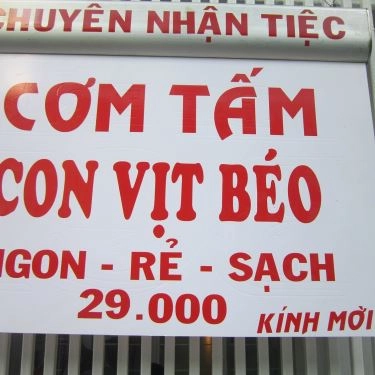 CHUYÊN NHẬN TIỆC
CƠM TẤM
CON VỊT BÉO
NGON - RẺ - SẠCH
29.000
KÍNH MỜI